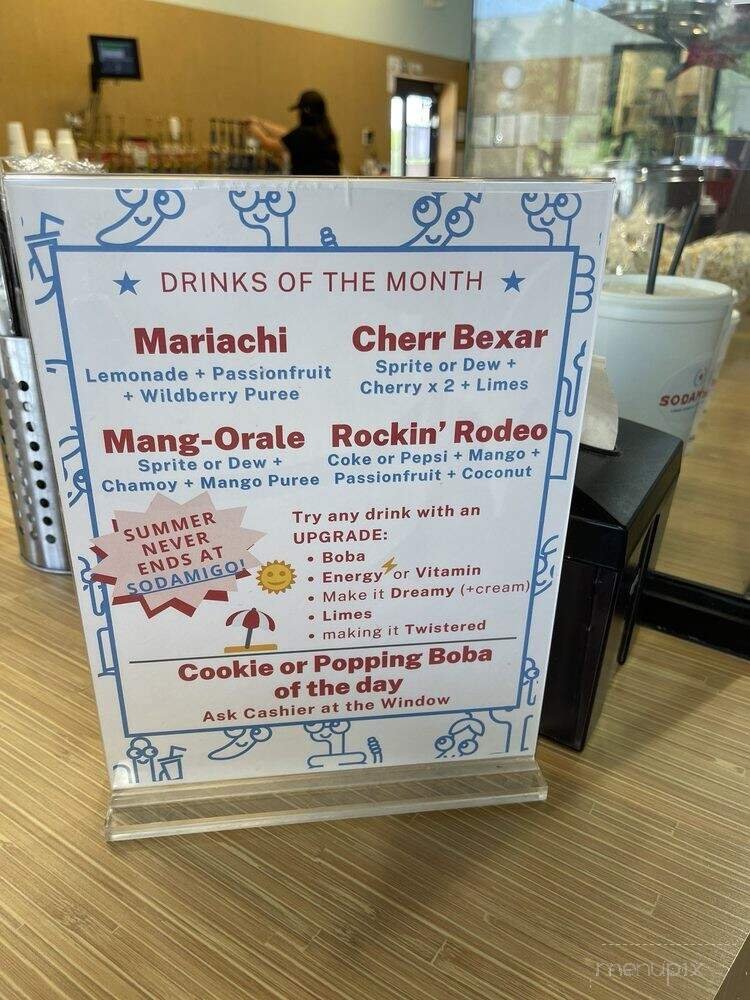 DRINKS OF THE MONTH
Mariachi
Lemonade + Passionfruit
+ Wildberry Puree
Cherr Bexar
Sprite or Dew +
Cherry x 2 + Limes
Mang-Orale
Sprite or Dew +
Chamoy + Mango Puree
Rockin' Rodeo
Coke or Pepsi + Mango +
Passionfruit + Coconut
SUMMER
NEVER
ENDS AT
SODAMIGO!
Try any drink with an
UPGRADE:
• Boba
• Energy⚡or Vitamin
• Make it Dreamy (+cream)
• Limes
• making it Twistered
Cookie or Popping Boba
of the day
Ask Cashier at the Window
menupix